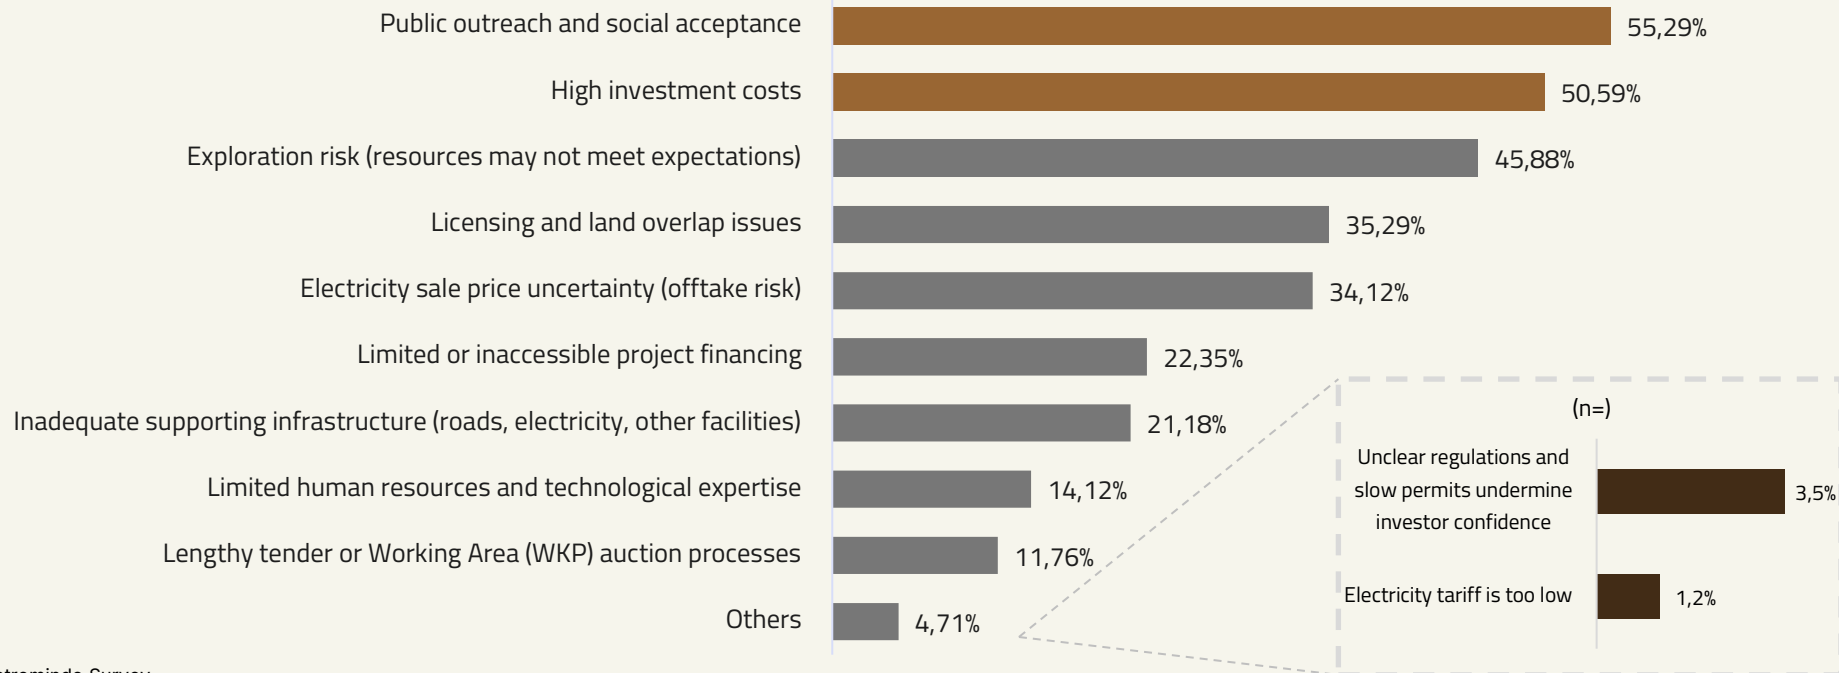 Public outreach and social acceptance 55,29%
High investment costs 50,59%
Exploration risk (resources may not meet expectations) 45,88%
Licensing and land overlap issues 35,29%
Electricity sale price uncertainty (offtake risk) 34,12%
Limited or inaccessible project financing 22,35%
Inadequate supporting infrastructure (roads, electricity, other facilities) 21,18%
Limited human resources and technological expertise 14,12%
Lengthy tender or Working Area (WKP) auction processes 11,76%
Others 4,71%
(n=)
Unclear regulations and
slow permits undermine
investor confidence
3,5%
Electricity tariff is too low 1,2%
Survey